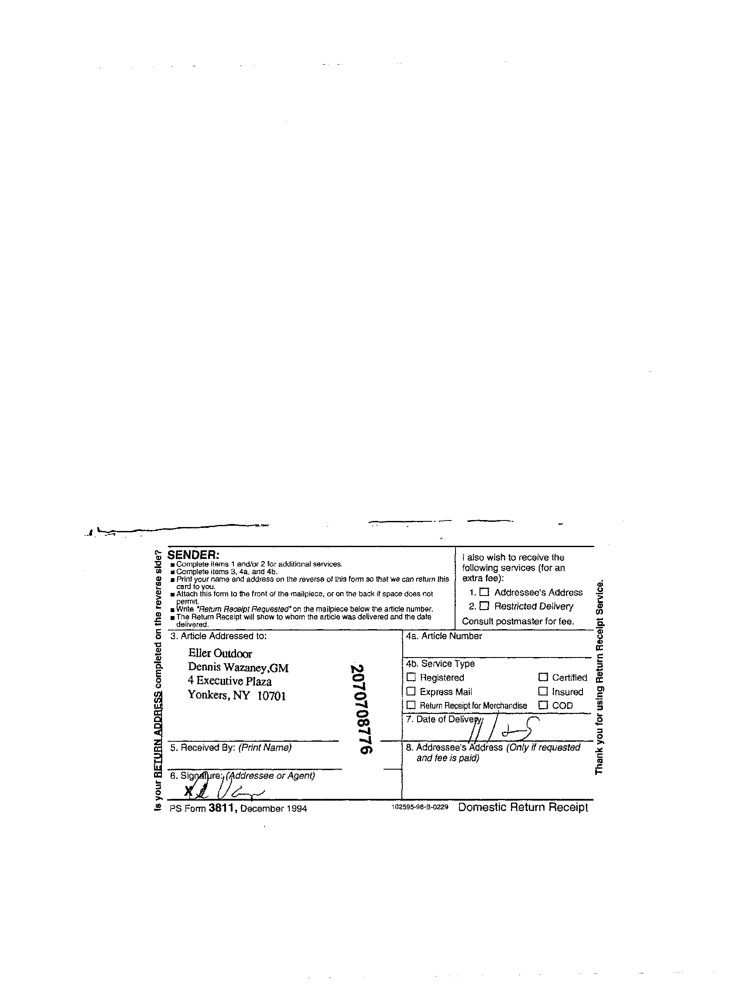 Is your RETURN ADDRESS completed on the reverse side?
SENDER:
■ Complete items 1 and/or 2 for additional services.
■ Complete items 3, 4a, and 4b.
■ Print your name and address on the reverse of this form so that we can return this
card to you.
■ Attach this form to the front of the mailpiece, or on the back if space does not
permit.
■ Write "Return Receipt Requested" on the mailpiece below the article number.
■ The Return Receipt will show to whom the article was delivered and the date
delivered.
I also wish to receive the
following services (for an
extra fee):
1. ☐ Addressee's Address
2. ☐ Restricted Delivery
Consult postmaster for fee.
3. Article Addressed to:
Eller Outdoor
Dennis Wazaney,GM
4 Executive Plaza
Yonkers, NY 10701
2070708776
4a. Article Number
4b. Service Type
☐ Registered ☐ Certified
☐ Express Mail ☐ Insured
☐ Return Receipt for Merchandise ☐ COD
7. Date of Delivery
5. Received By: (Print Name)
8. Addressee's Address (Only if requested
and fee is paid)
6. Signature: (Addressee or Agent)
X
PS Form 3811, December 1994
102595-98-B-0229 Domestic Return Receipt
Thank you for using Return Receipt Service.